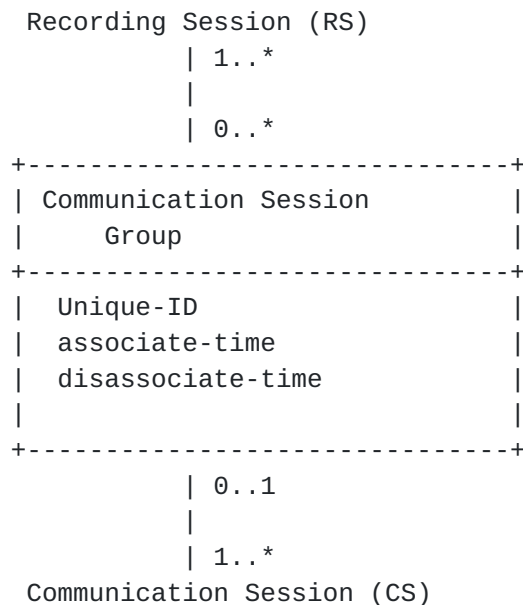 Recording Session (RS)
| 1..*
|
| 0..*
+-------------------------------+
| Communication Session |
| Group |
+-------------------------------+
| Unique-ID |
| associate-time |
| disassociate-time |
| |
+-------------------------------+
| 0..1
|
| 1..*
Communication Session (CS)